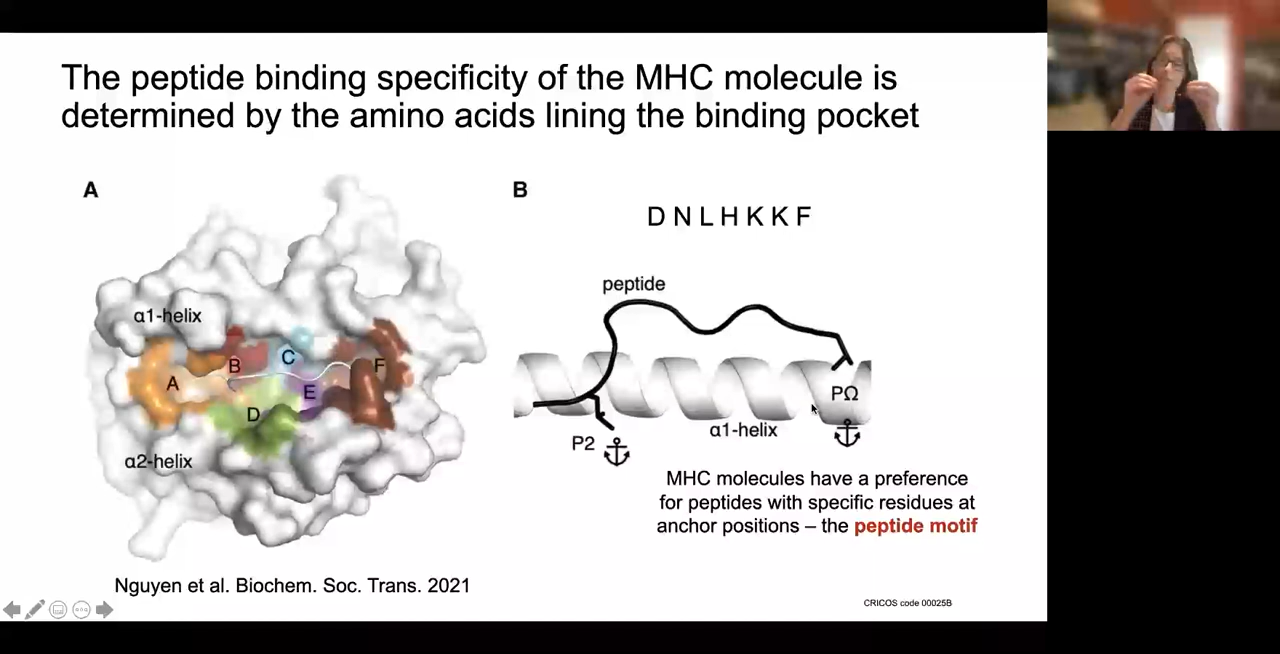 The peptide binding specificity of the MHC molecule is
determined by the amino acids lining the binding pocket
A
α1-helix
B
C
F
A
E
D
α2-helix
Nguyen et al. Biochem. Soc. Trans. 2021
B
D N L H K K F
peptide
PΩ
α1-helix
P2
MHC molecules have a preference
for peptides with specific residues at
anchor positions – the peptide motif
CRICOS code 00025B